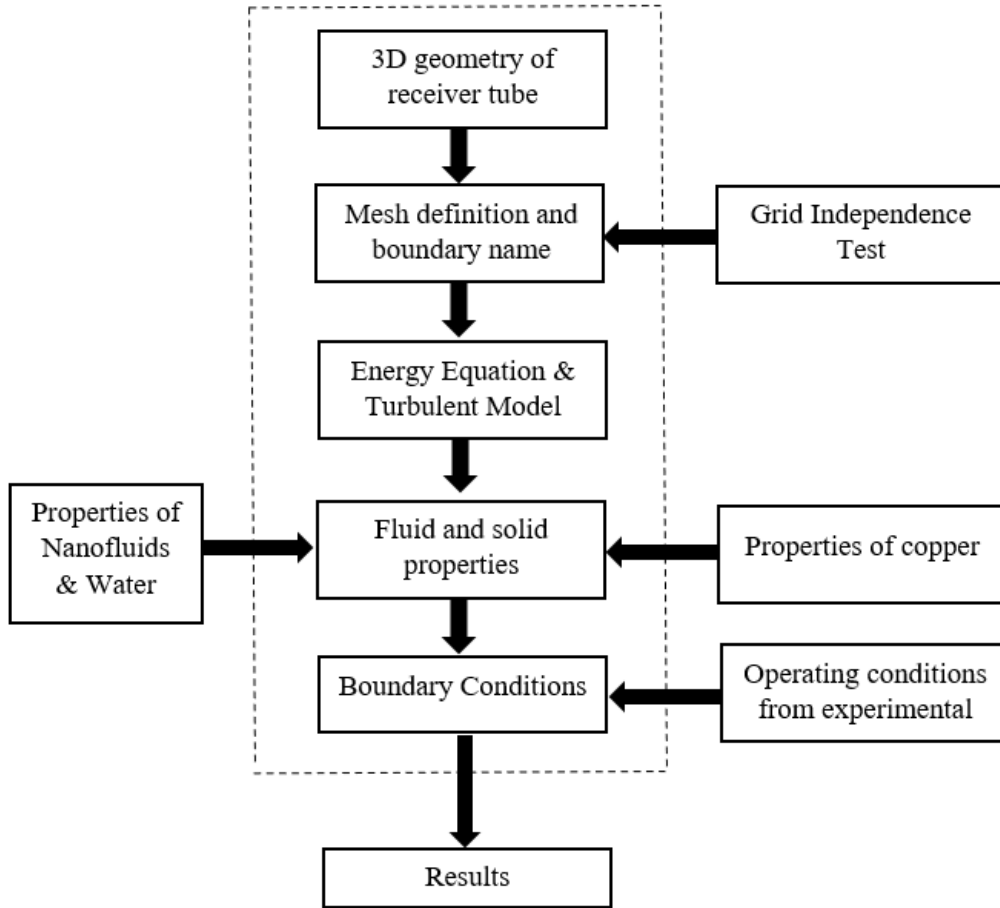 3D geometry of
receiver tube
Mesh definition and
boundary name
Grid Independence
Test
Energy Equation &
Turbulent Model
Properties of
Nanofluids
& Water
Fluid and solid
properties
Properties of copper
Boundary Conditions
Operating conditions
from experimental
Results